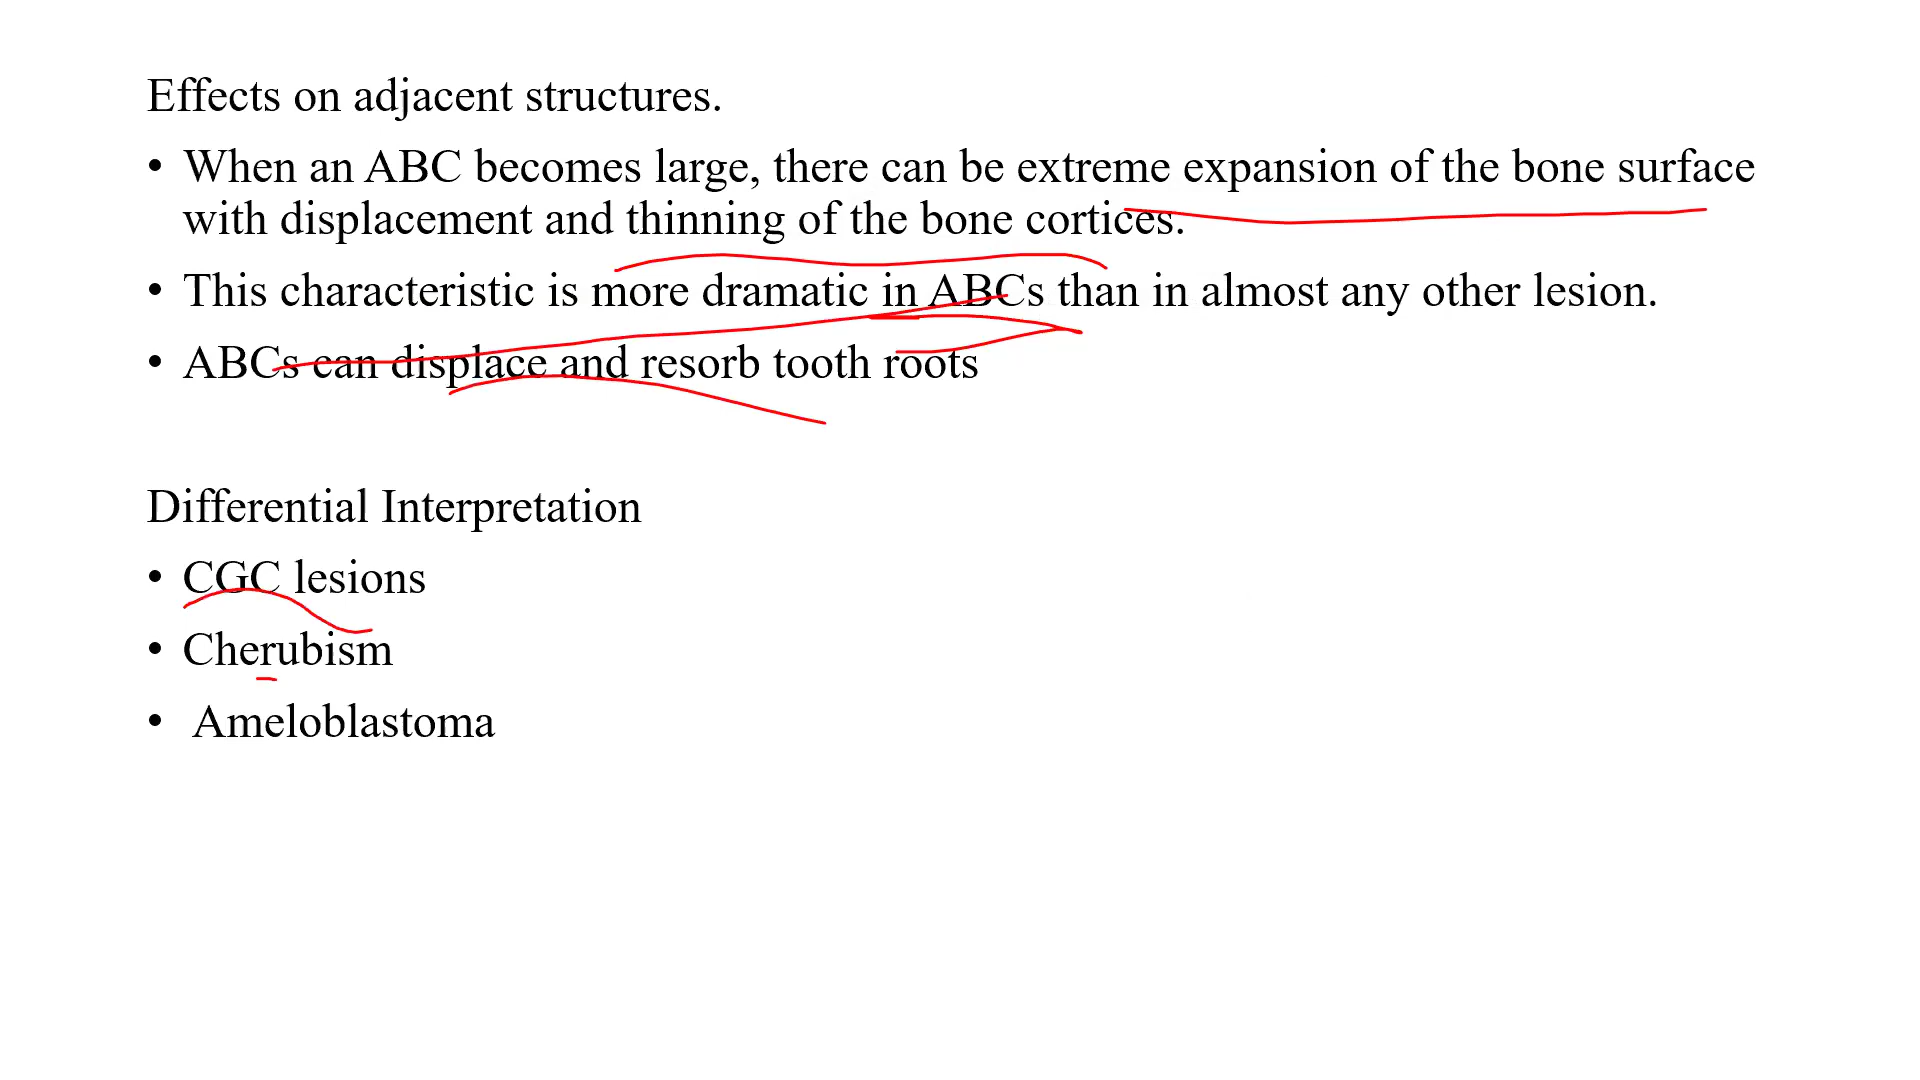 Effects on adjacent structures.
• When an ABC becomes large, there can be extreme expansion of the bone surface
with displacement and thinning of the bone cortices.
• This characteristic is more dramatic in ABCs than in almost any other lesion.
• ABCs can displace and resorb tooth roots
Differential Interpretation
• CGC lesions
• Cherubism
• Ameloblastoma